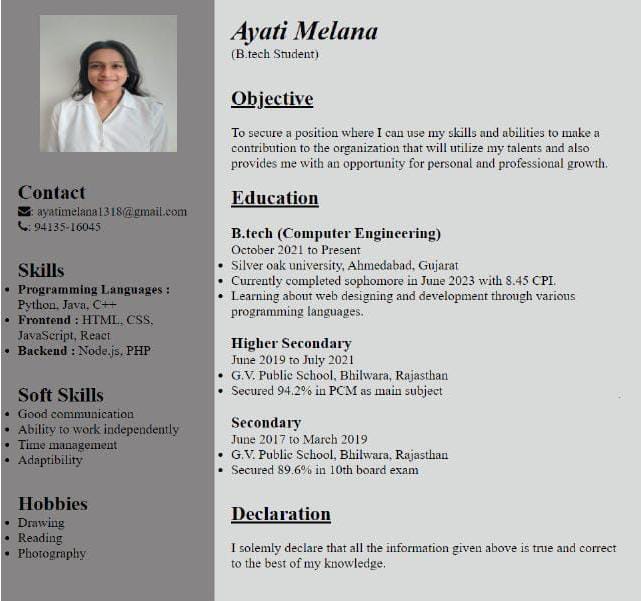 Contact
: ayatimelana1318@gmail.com
: 94135-16045
Skills
Programming Languages :
Python, Java, C++
Frontend : HTML, CSS,
JavaScript, React
Backend : Node.js, PHP
Soft Skills
Good communication
Ability to work independently
Time management
Adaptibility
Hobbies
Drawing
Reading
Photography
Ayati Melana
(B.tech Student)
Objective
To secure a position where I can use my skills and abilities to make a
contribution to the organization that will utilize my talents and also
provides me with an opportunity for personal and professional growth.
Education
B.tech (Computer Engineering)
October 2021 to Present
Silver oak university, Ahmedabad, Gujarat
Currently completed sophomore in June 2023 with 8.45 CPI.
Learning about web designing and development through various
programming languages.
Higher Secondary
June 2019 to July 2021
G.V. Public School, Bhilwara, Rajasthan
Secured 94.2% in PCM as main subject
Secondary
June 2017 to March 2019
G.V. Public School, Bhilwara, Rajasthan
Secured 89.6% in 10th board exam
Declaration
I solemly declare that all the information given above is true and correct
to the best of my knowledge.